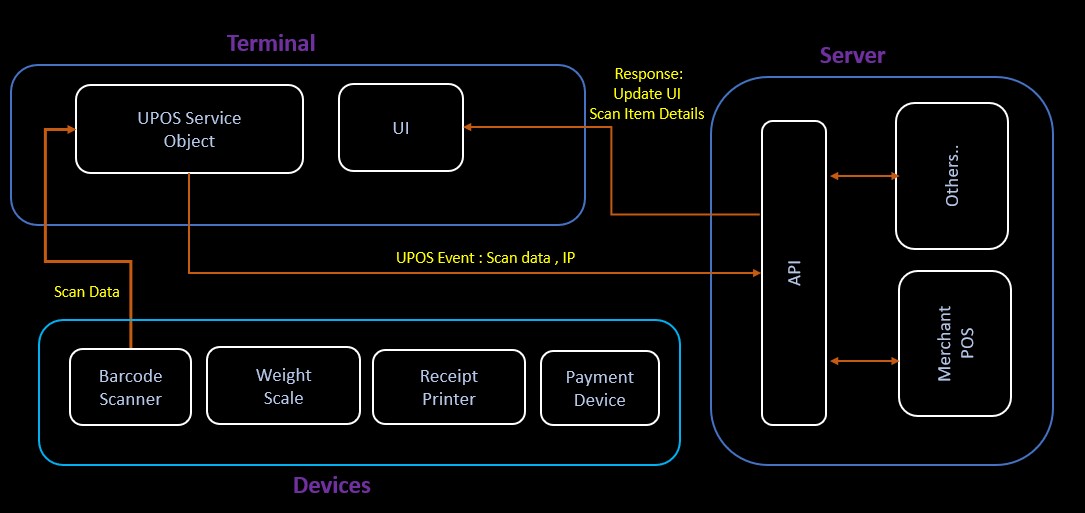 Terminal
Server
UPOS Service
Object
UI
Response:
Update UI
Scan Item Details
Others..
API
UPOS Event : Scan data , IP
Scan Data
Merchant
POS
Barcode
Scanner
Weight
Scale
Receipt
Printer
Payment
Device
Devices